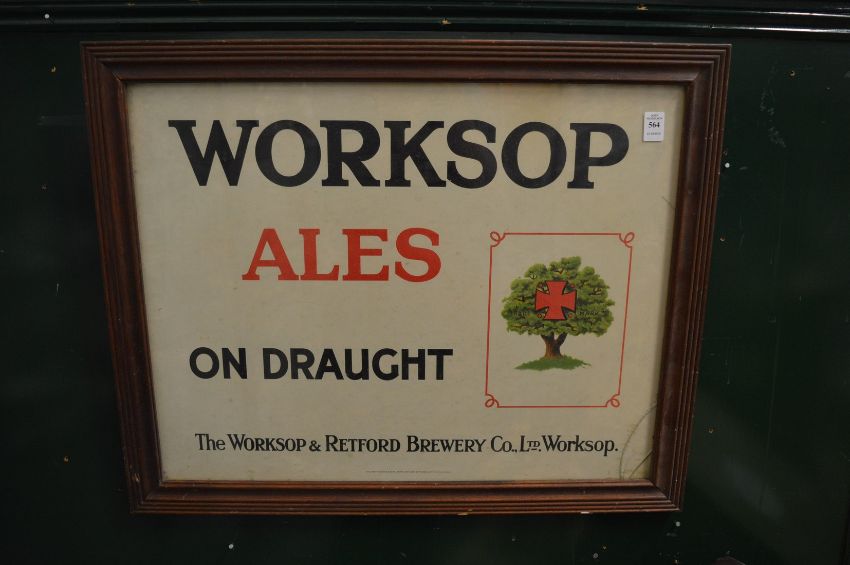 WORKSOP
564
ALES
ON DRAUGHT
The WORKSOP & RETFORD BREWERY Co., LTD. Worksop.